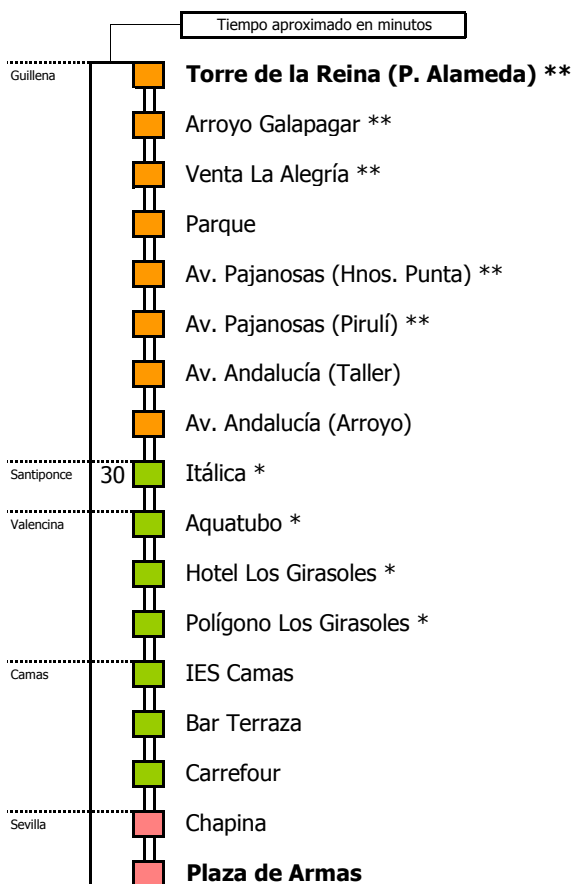 Tiempo aproximado en minutos
Guillena
Torre de la Reina (P. Alameda) **
Arroyo Galapagar **
Venta La Alegría **
Parque
Av. Pajanosas (Hnos. Punta) **
Av. Pajanosas (Pirulí) **
Av. Andalucía (Taller)
Av. Andalucía (Arroyo)
Santiponce 30 Itálica *
Valencina Aquatubo *
Hotel Los Girasoles *
Polígono Los Girasoles *
Camas IES Camas
Bar Terraza
Carrefour
Sevilla Chapina
Plaza de Armas